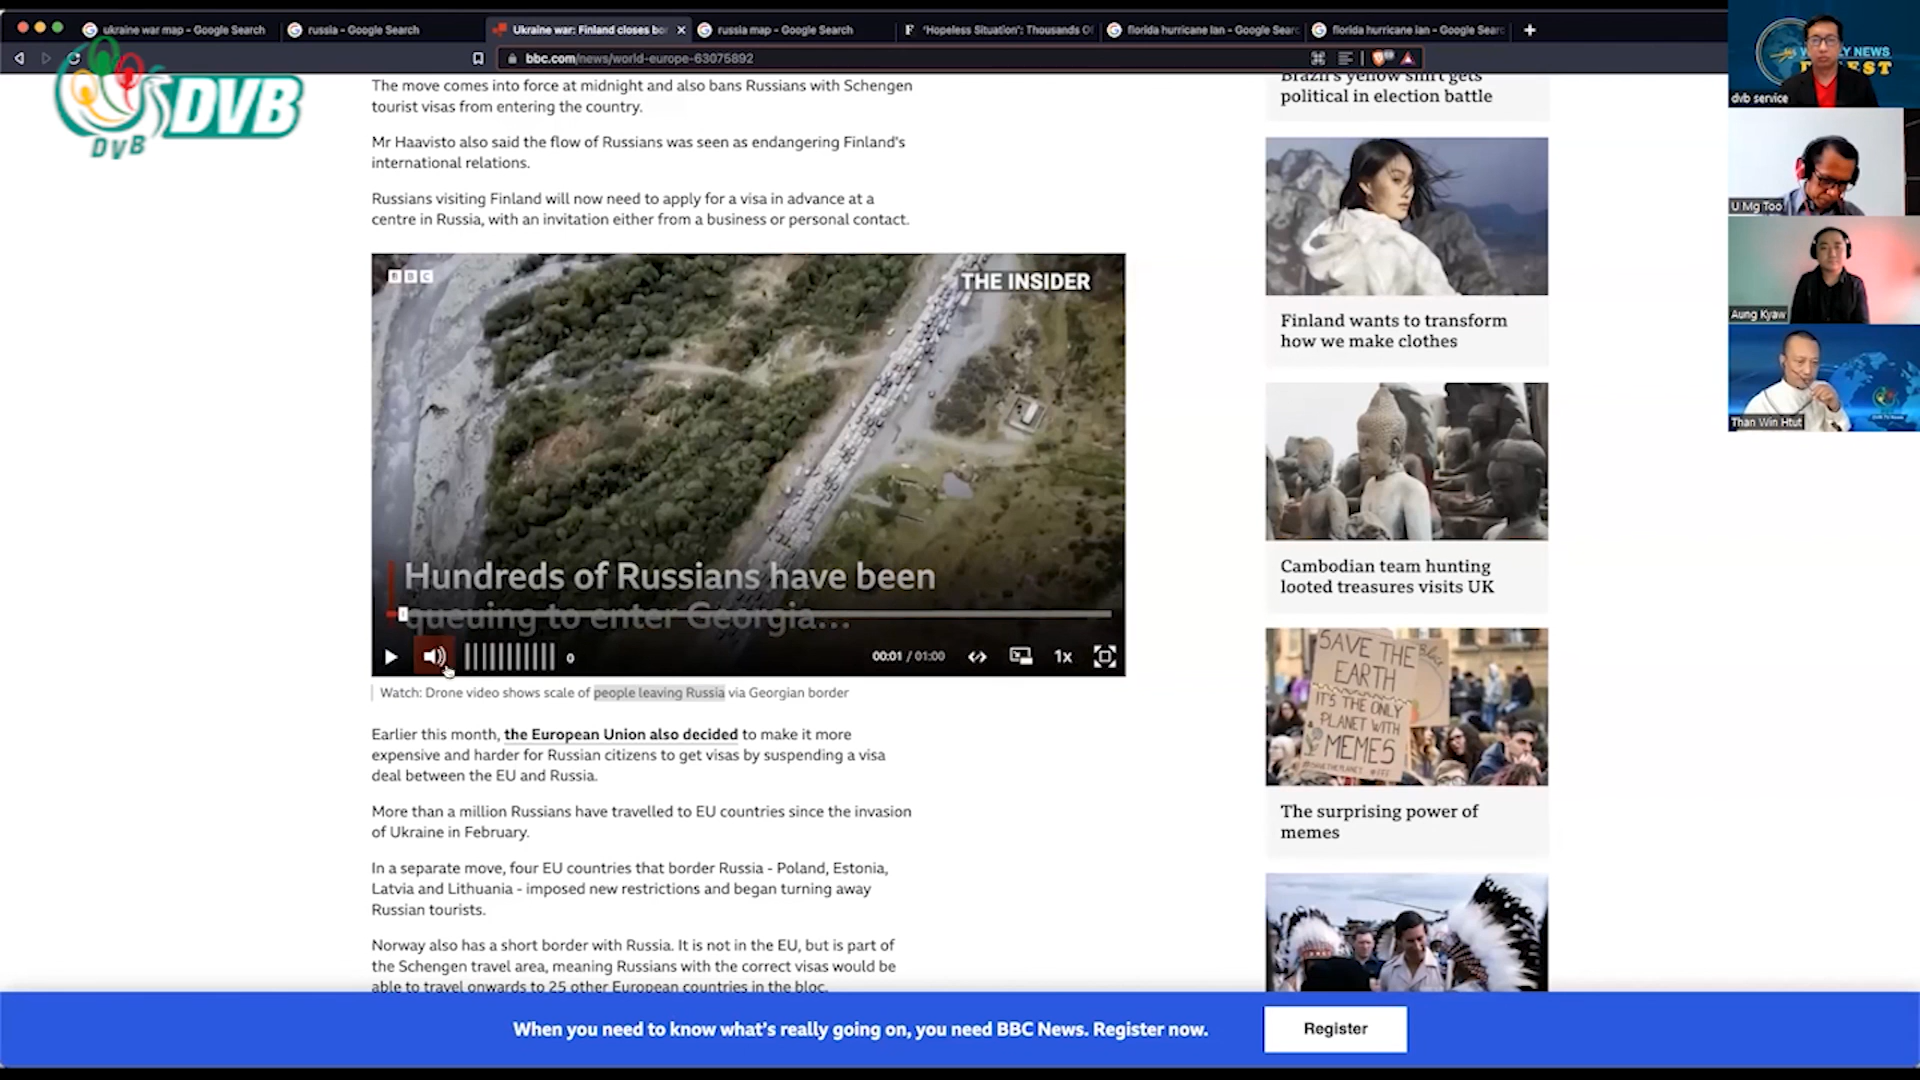 ukraine war map - Google Search
russia - Google Search
Ukraine war: Finland closes bo
russia map - Google Search
'Hopeless Situation': Thousands Of
florida hurricane Ian - Google Searc
florida hurricane Ian - Google Searc
bbc.com/news/world-europe-63075892
DVB
DVB
NEWS
dvb service
U Mg Too
Aung Kyaw
Than Win Htut
The move comes into force at midnight and also bans Russians with Schengen
tourist visas from entering the country.
Mr Haavisto also said the flow of Russians was seen as endangering Finland's
international relations.
Russians visiting Finland will now need to apply for a visa in advance at a
centre in Russia, with an invitation either from a business or personal contact.
BBC
THE INSIDER
Hundreds of Russians have been
queuing to enter Georgia...
0
00:01 / 01:00
1x
Watch: Drone video shows scale of people leaving Russia via Georgian border
Earlier this month, the European Union also decided to make it more
expensive and harder for Russian citizens to get visas by suspending a visa
deal between the EU and Russia.
More than a million Russians have travelled to EU countries since the invasion
of Ukraine in February.
In a separate move, four EU countries that border Russia - Poland, Estonia,
Latvia and Lithuania - imposed new restrictions and began turning away
Russian tourists.
Norway also has a short border with Russia. It is not in the EU, but is part of
the Schengen travel area, meaning Russians with the correct visas would be
able to travel onwards to 25 other European countries in the bloc.
Brazil's yellow shirt gets
political in election battle
Finland wants to transform
how we make clothes
Cambodian team hunting
looted treasures visits UK
SAVE THE
EARTH
IT'S THE ONLY
PLANET WITH
MEMES
The surprising power of
memes
When you need to know what's really going on, you need BBC News. Register now.
Register